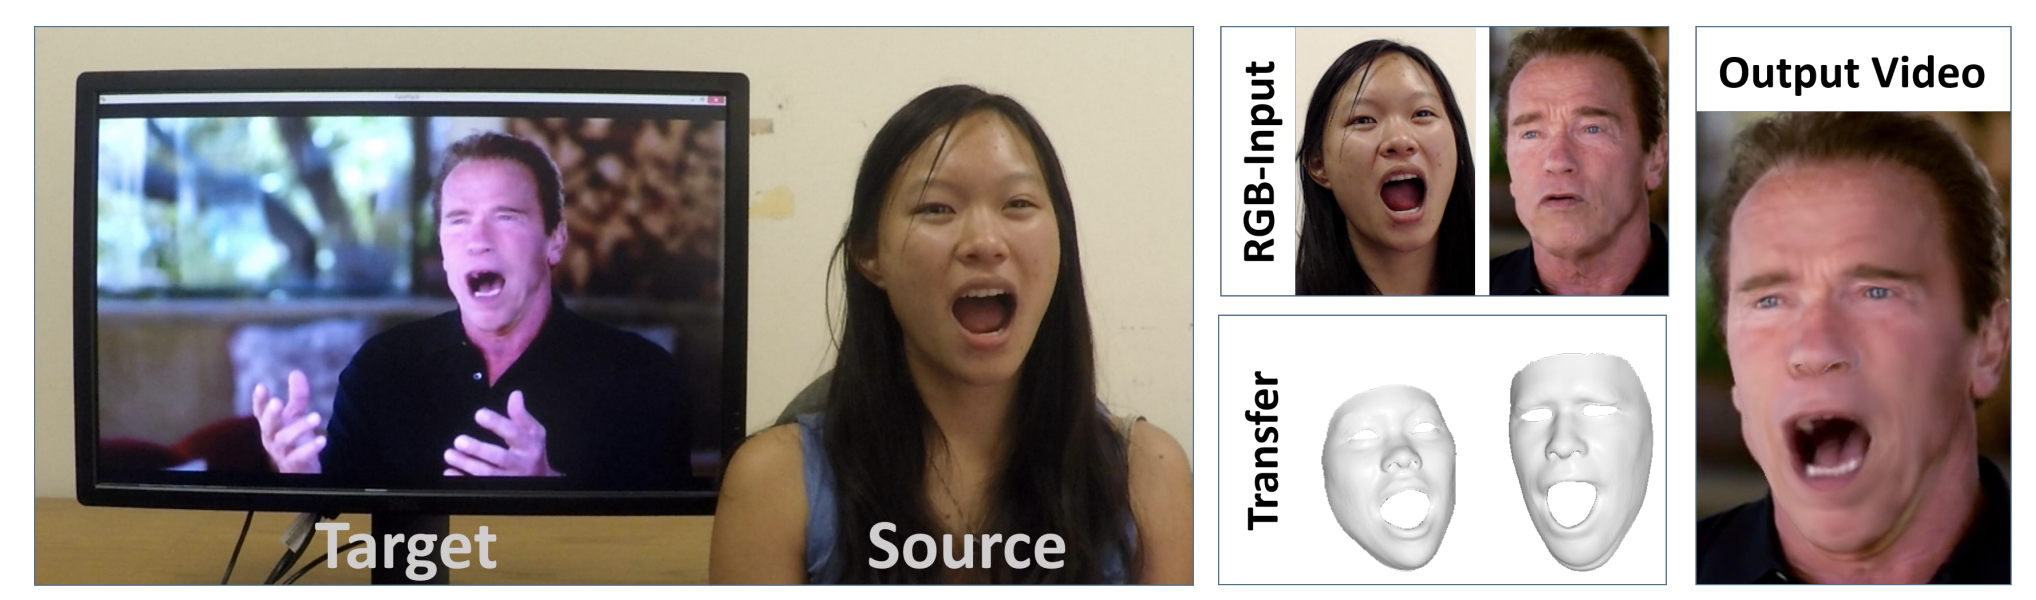 Target
Source
RGB-Input
Transfer
Output Video